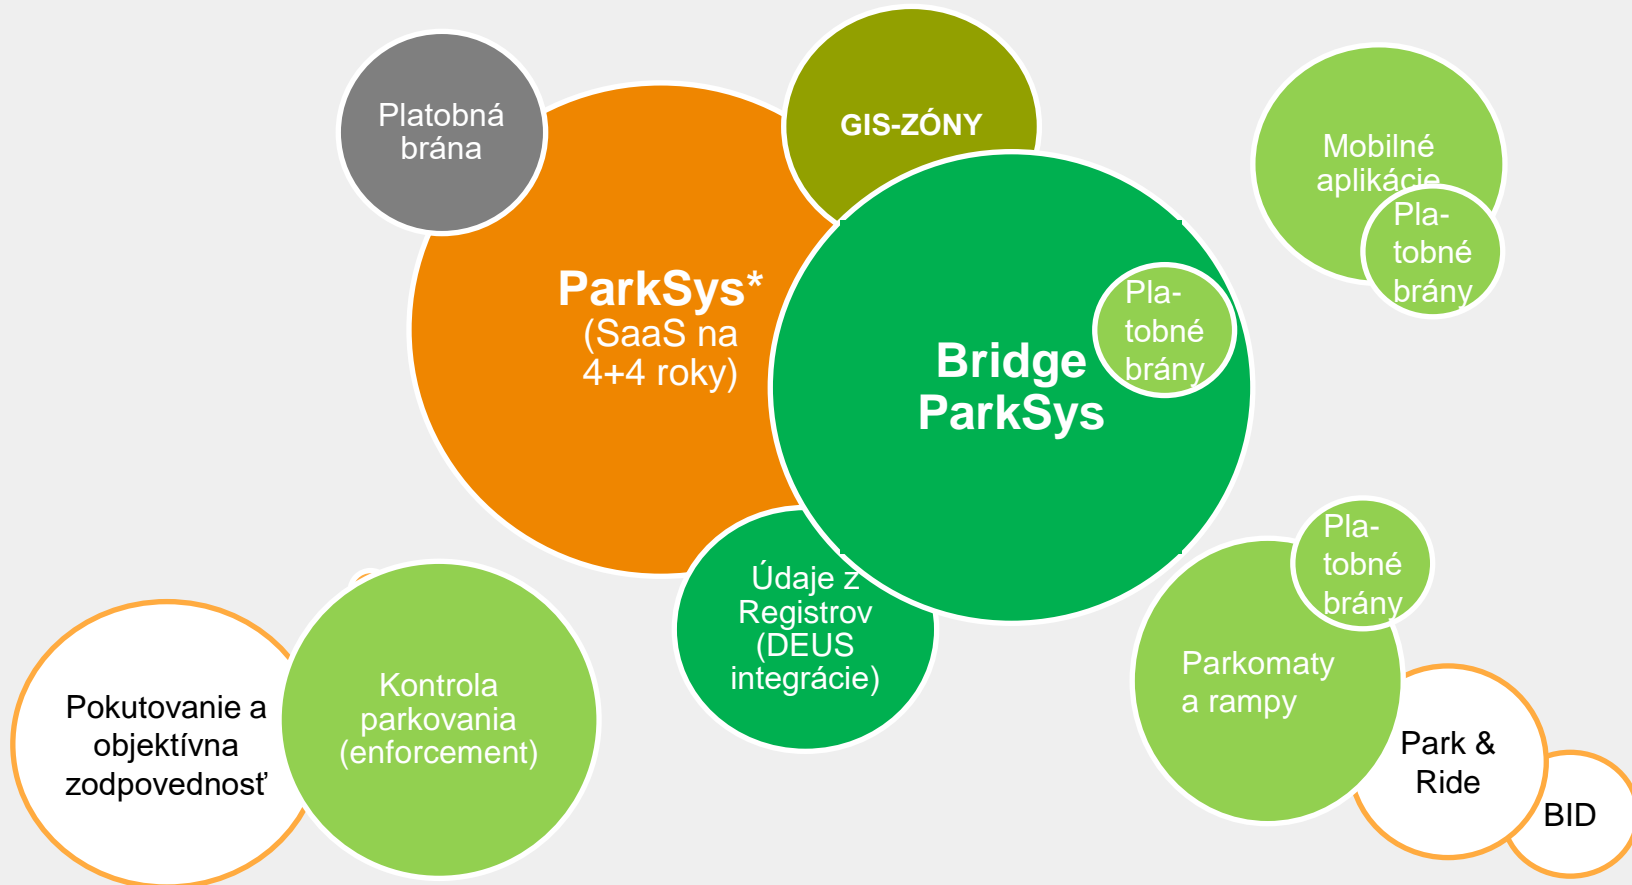 Platobná
brána
GIS-ZÓNY
Mobilné
aplikácie
Pla-
tobné
brány
ParkSys*
(SaaS na
4+4 roky)
Pla-
tobné
brány
Bridge
ParkSys
Pla-
tobné
brány
Údaje z
Registrov
(DEUS
integrácie)
Parkomaty
a rampy
Kontrola
parkovania
(enforcement)
Pokutovanie a
objektívna
zodpovednosť
Park &
Ride
BID